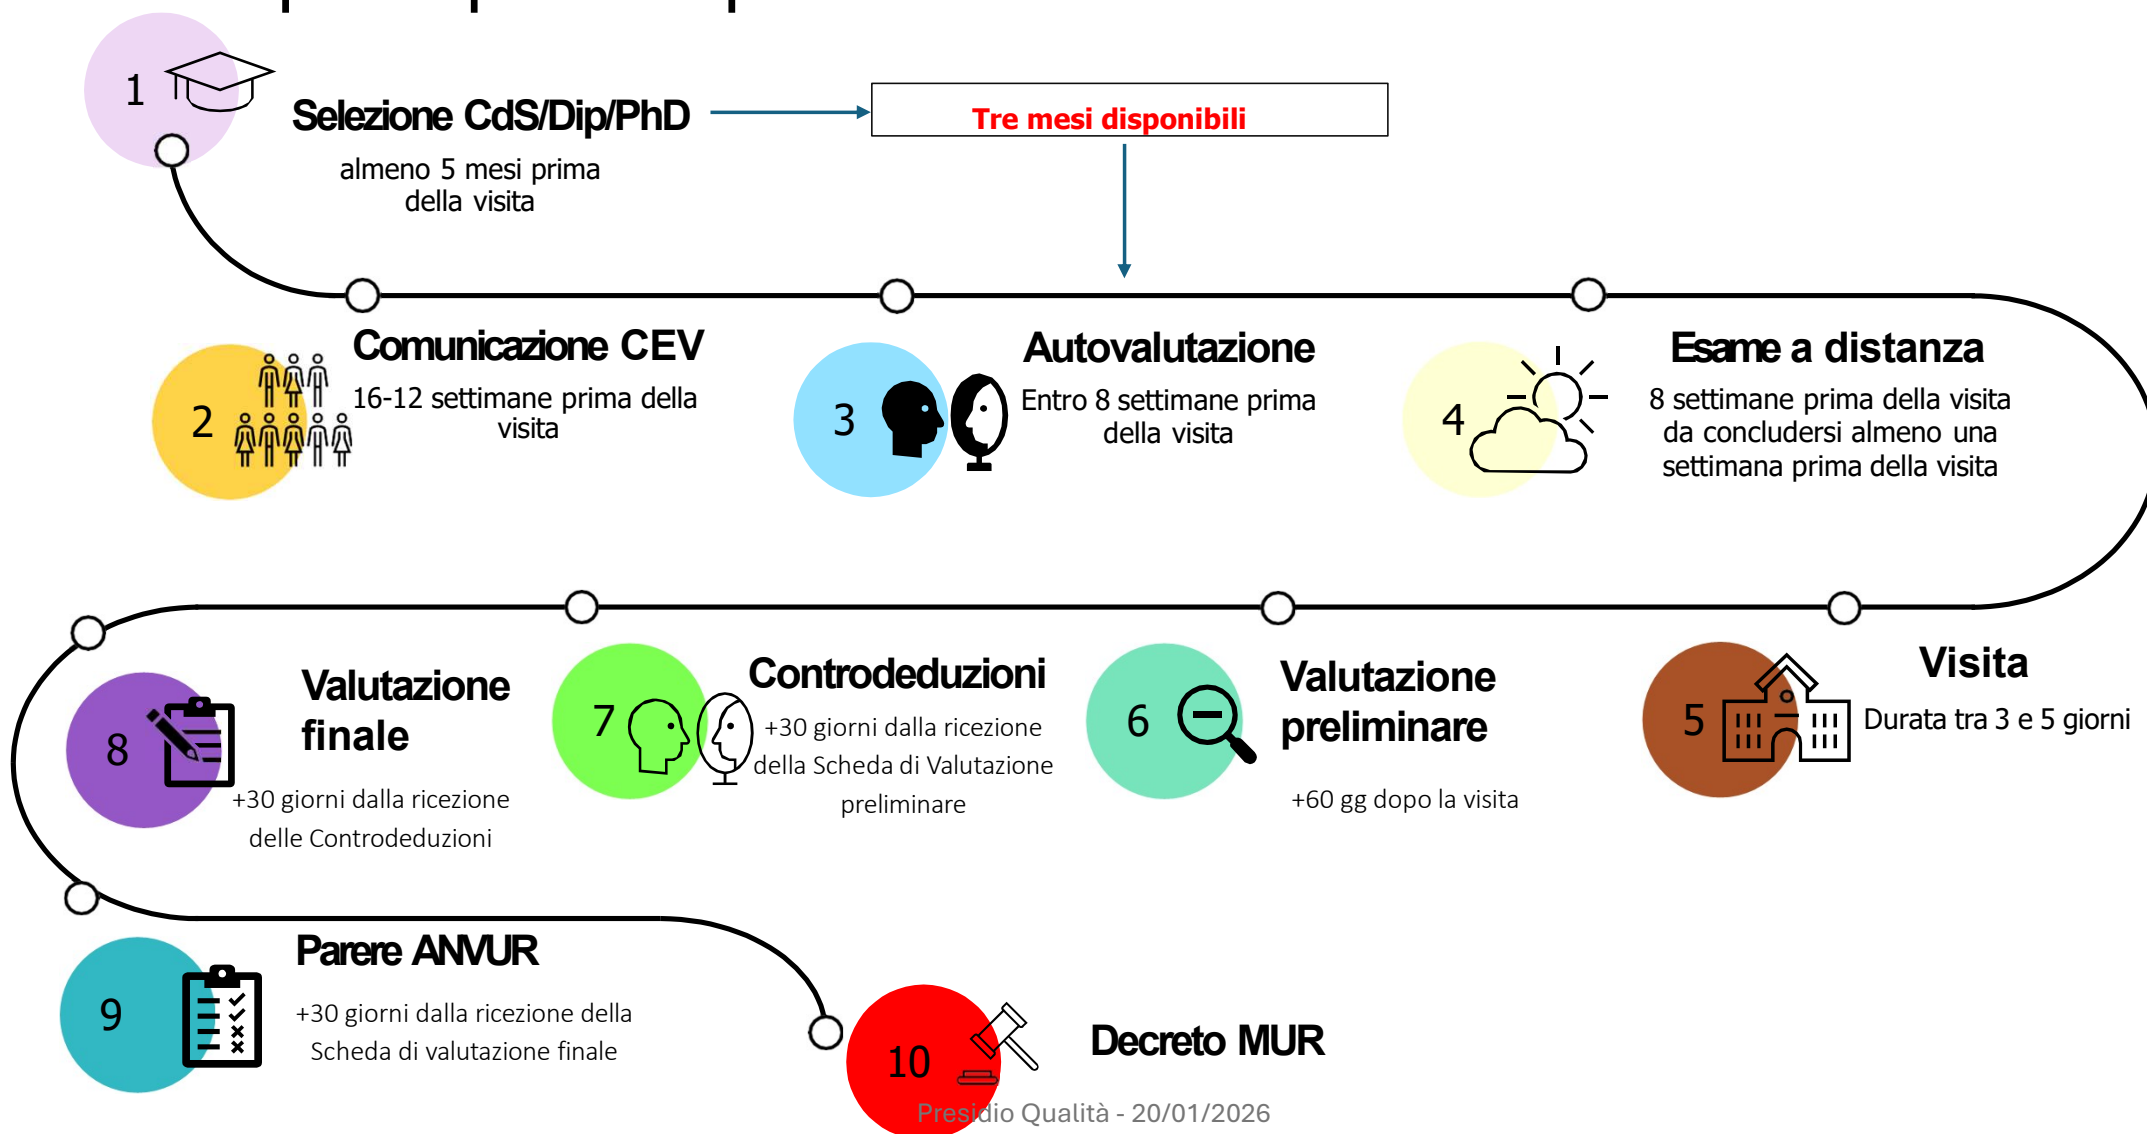 1
Selezione CdS/Dip/PhD
almeno 5 mesi prima
della visita
Tre mesi disponibili
2
Comunicazione CEV
16-12 settimane prima della
visita
3
Autovalutazione
Entro 8 settimane prima
della visita
4
Esame a distanza
8 settimane prima della visita
da concludersi almeno una
settimana prima della visita
5
Visita
Durata tra 3 e 5 giorni
6
Valutazione
preliminare
+60 gg dopo la visita
7
Controdeduzioni
+30 giorni dalla ricezione
della Scheda di Valutazione
preliminare
8
Valutazione
finale
+30 giorni dalla ricezione
delle Controdeduzioni
9
Parere ANVUR
+30 giorni dalla ricezione della
Scheda di valutazione finale
10
Decreto MUR
Presidio Qualità - 20/01/2026